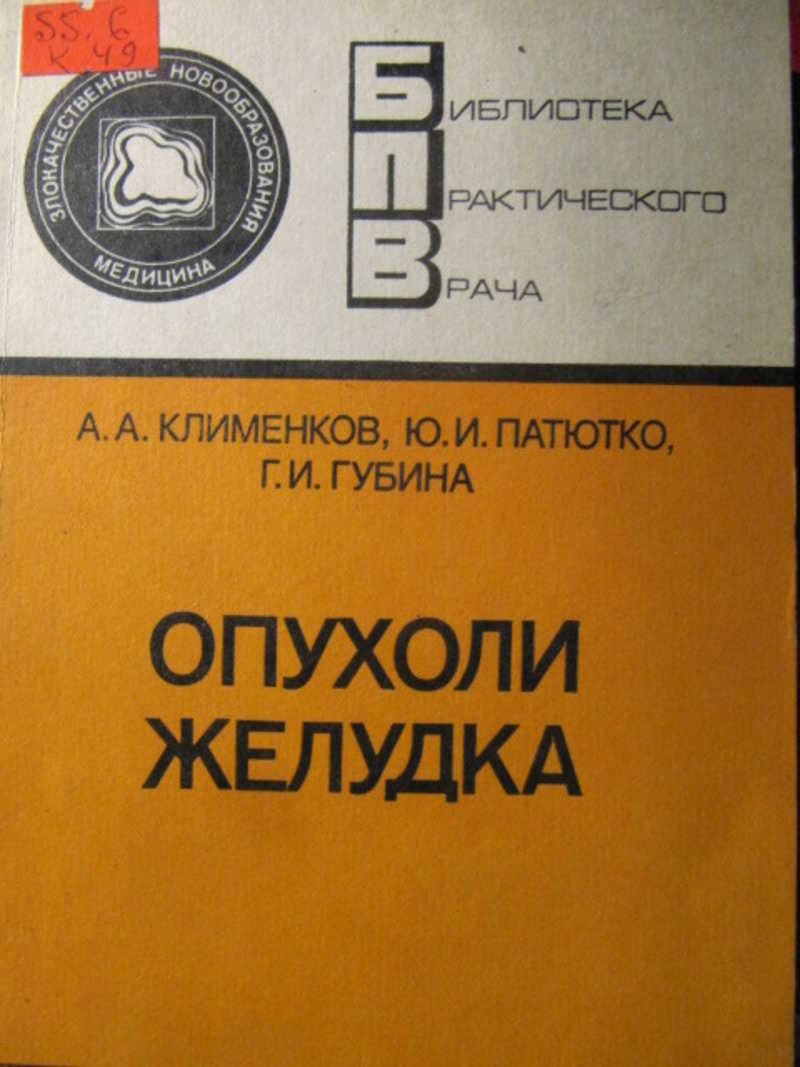 55.6
К 49
ЗЛОКАЧЕСТВЕННЫЕ НОВООБРАЗОВАНИЯ
МЕДИЦИНА
БИБЛИОТЕКА
ПРАКТИЧЕСКОГО
ВРАЧА
А.А. КЛИМЕНКОВ, Ю.И. ПАТЮТКО,
Г.И. ГУБИНА
ОПУХОЛИ
ЖЕЛУДКА